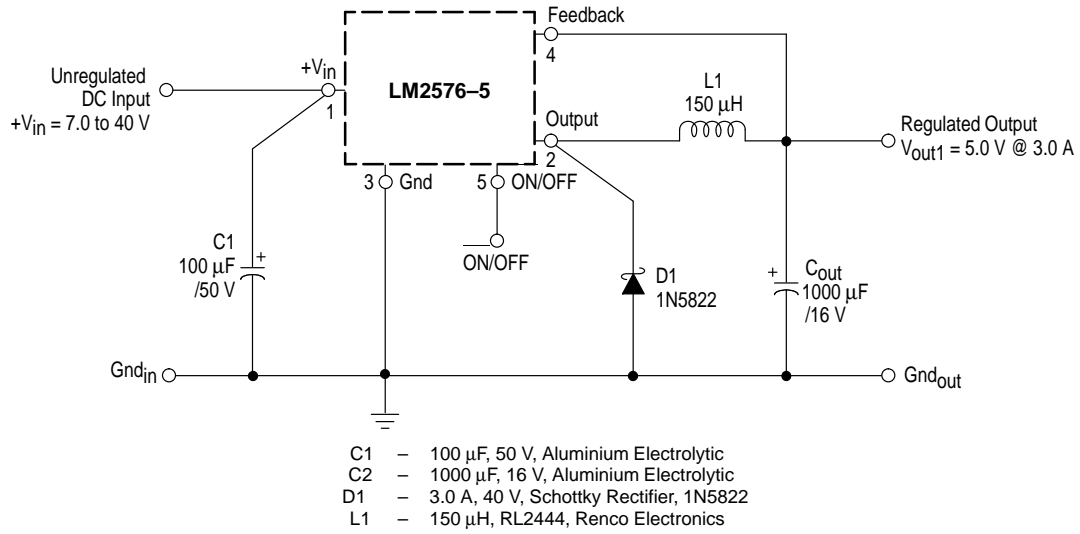 Feedback
4
Unregulated
DC Input
+Vin = 7.0 to 40 V
+Vin
1
LM2576–5
L1
150 μH
Output
2
Regulated Output
Vout1 = 5.0 V @ 3.0 A
3 Gnd
5 ON/OFF
ON/OFF
C1
100 μF
/50 V
+
D1
1N5822
+
Cout
1000 μF
/16 V
Gndin
Gndout
C1 – 100 μF, 50 V, Aluminium Electrolytic
C2 – 1000 μF, 16 V, Aluminium Electrolytic
D1 – 3.0 A, 40 V, Schottky Rectifier, 1N5822
L1 – 150 μH, RL2444, Renco Electronics